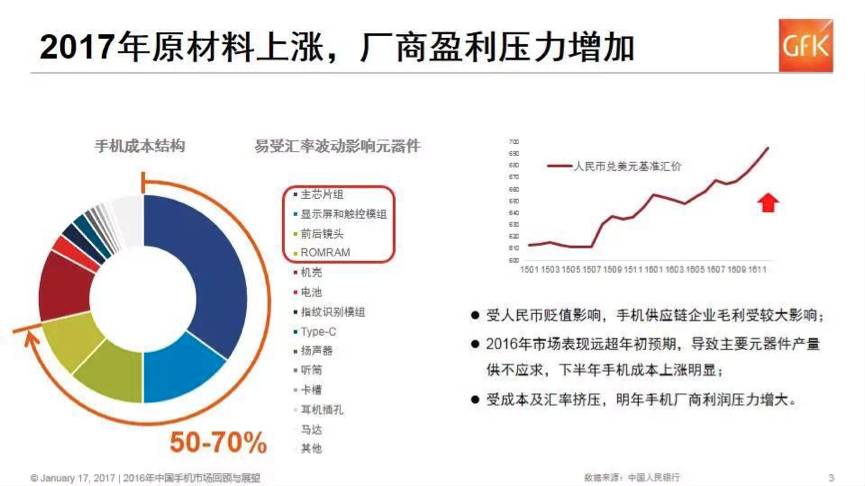 2017年原材料上涨，厂商盈利压力增加
GFK
手机成本结构
易受汇率波动影响元器件
主芯片组
显示屏和触控模组
前后镜头
ROMRAM
机壳
电池
指纹识别模组
Type-C
扬声器
听筒
卡槽
耳机插孔
马达
其他
50-70%
700
690
680
670
660
650
640
630
620
610
600
人民币兑美元基准汇价
1501 1503 1505 1507 1509 1511 1601 1603 1605 1607 1609 1611
● 受人民币贬值影响，手机供应链企业毛利受较大影响；
● 2016年市场表现远超年初预期，导致主要元器件产量
供不应求，下半年手机成本上涨明显；
● 受成本及汇率挤压，明年手机厂商利润压力增大。
© January 17, 2017 | 2016年中国手机市场回顾与展望
数据来源：中国人民银行
3